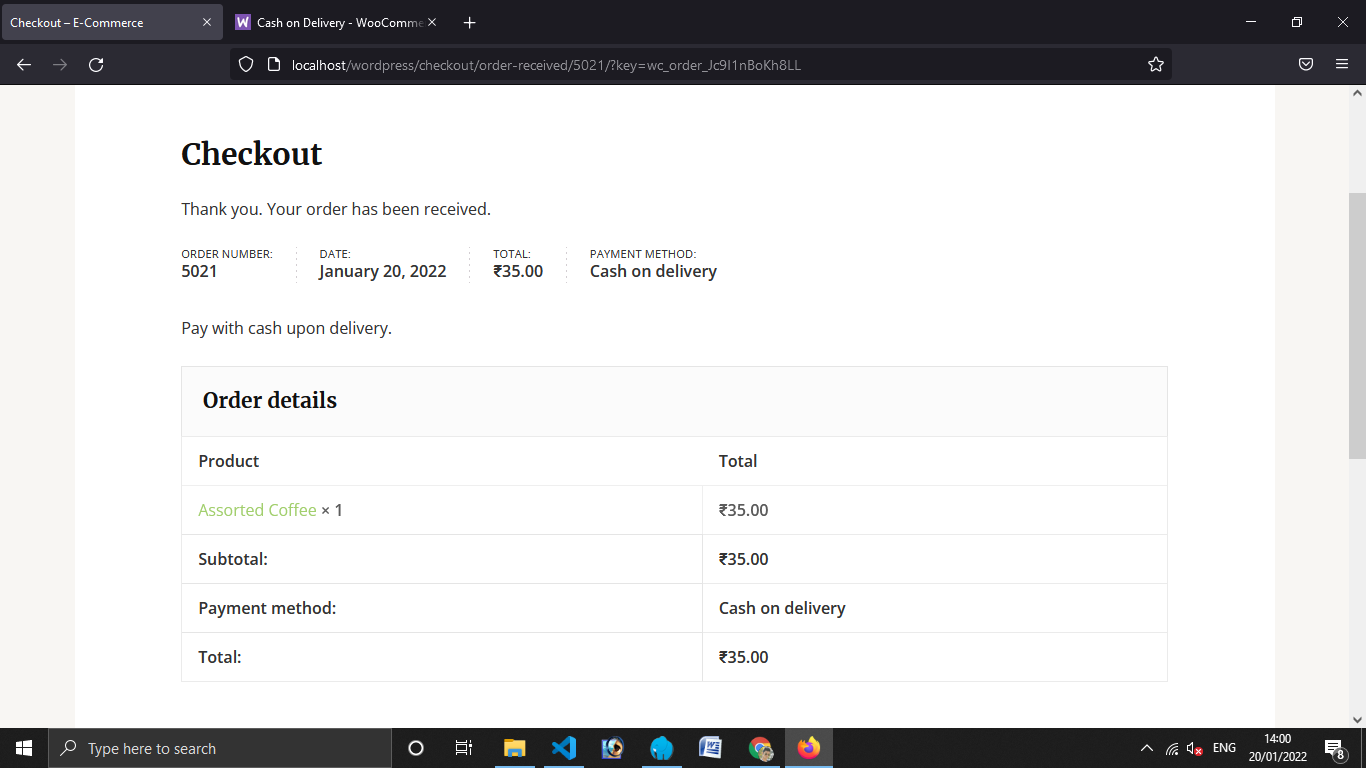 Checkout – E-Commerce
Cash on Delivery - WooComme
localhost/wordpress/checkout/order-received/5021/?key=wc_order_Jc9I1nBoKh8LL
Checkout
Thank you. Your order has been received.
ORDER NUMBER: DATE: TOTAL: PAYMENT METHOD:
5021 January 20, 2022 ₹35.00 Cash on delivery
Pay with cash upon delivery.
Order details
Product Total
Assorted Coffee × 1 ₹35.00
Subtotal: ₹35.00
Payment method: Cash on delivery
Total: ₹35.00
Type here to search
ENG
14:00
20/01/2022
8